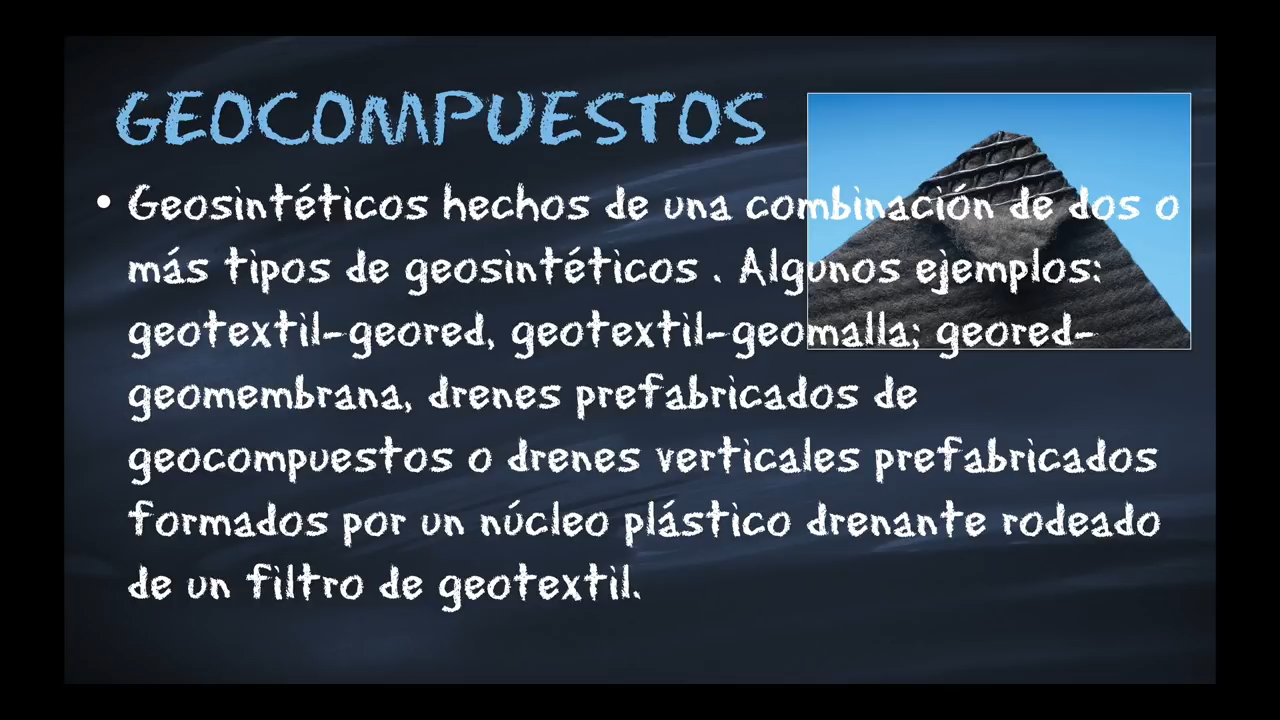 GEOCOMPUESTOS
• Geosintéticos hechos de una combinación de dos o
más tipos de geosintéticos . Algunos ejemplos:
geotextil-geored, geotextil-geomalla; geored-
geomembrana, drenes prefabricados de
geocompuestos o drenes verticales prefabricados
formados por un núcleo plástico drenante rodeado
de un filtro de geotextil.